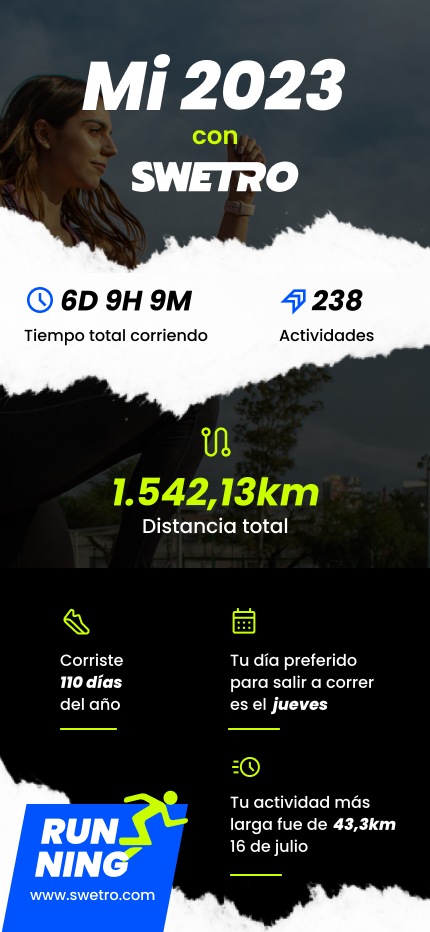 Mi 2023
con
SWETRO
6D 9H 9M
Tiempo total corriendo
238
Actividades
1.542,13km
Distancia total
Corriste
110 días
del año
Tu día preferido
para salir a correr
es el jueves
Tu actividad más
larga fue de 43,3km
16 de julio
RUN
NING
www.swetro.com